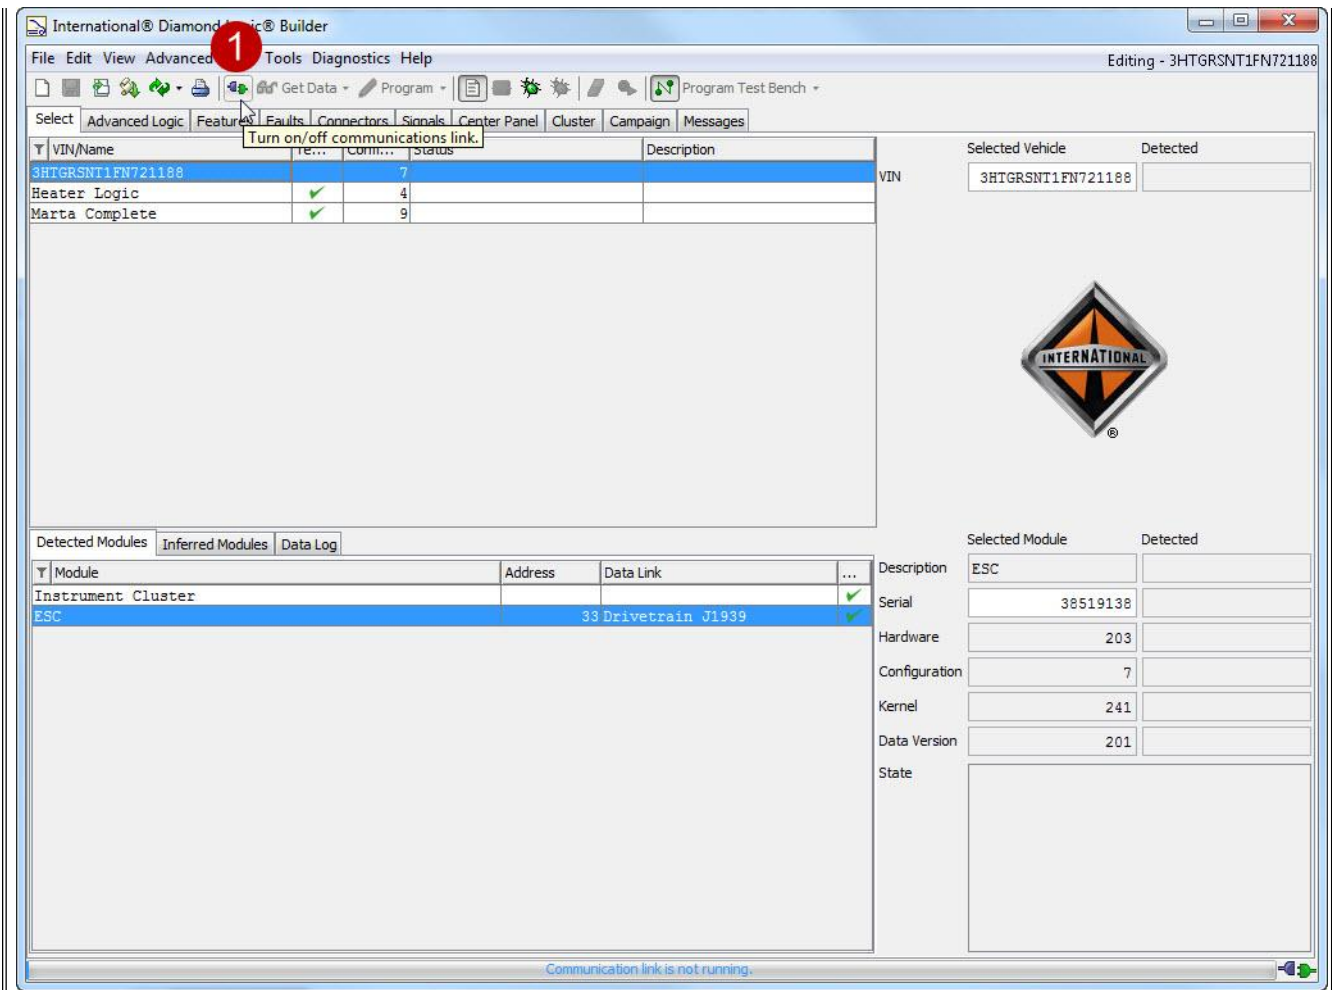 International® Diamond Logic® Builder
1
File Edit View Advanced Tools Diagnostics Help
Editing - 3HTGRSNT1FN721188
Get Data Program Program Test Bench
Select Advanced Logic Features Faults Connectors Signals Center Panel Cluster Campaign Messages
Turn on/off communications link.
VIN/Name Te... Confi... Status Description
3HTGRSNT1FN721188 7
Heater Logic 4
Marta Complete 9
Selected Vehicle Detected
VIN 3HTGRSNT1FN721188
INTERNATIONAL
®
Detected Modules Inferred Modules Data Log
Module Address Data Link ...
Instrument Cluster
ESC 33 Drivetrain J1939
Selected Module Detected
Description ESC
Serial 38519138
Hardware 203
Configuration 7
Kernel 241
Data Version 201
State
Communication link is not running.